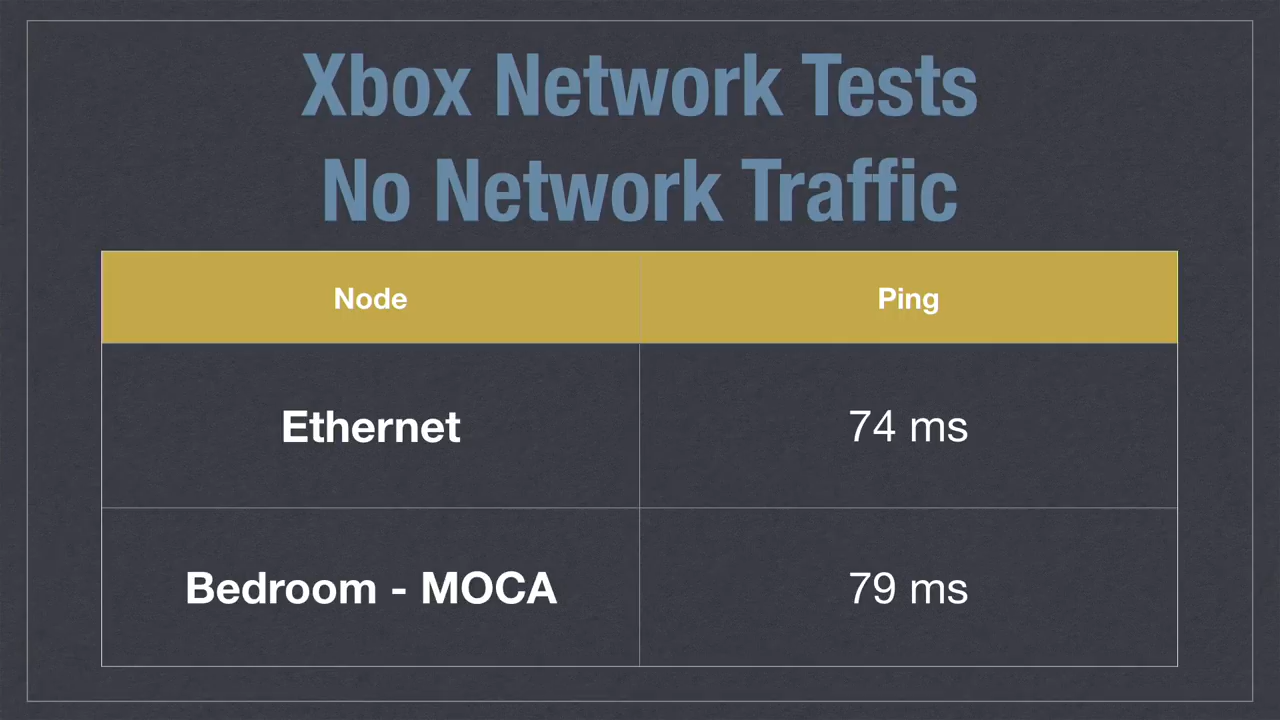 Xbox Network Tests
No Network Traffic
Node Ping
Ethernet 74 ms
Bedroom - MOCA 79 ms